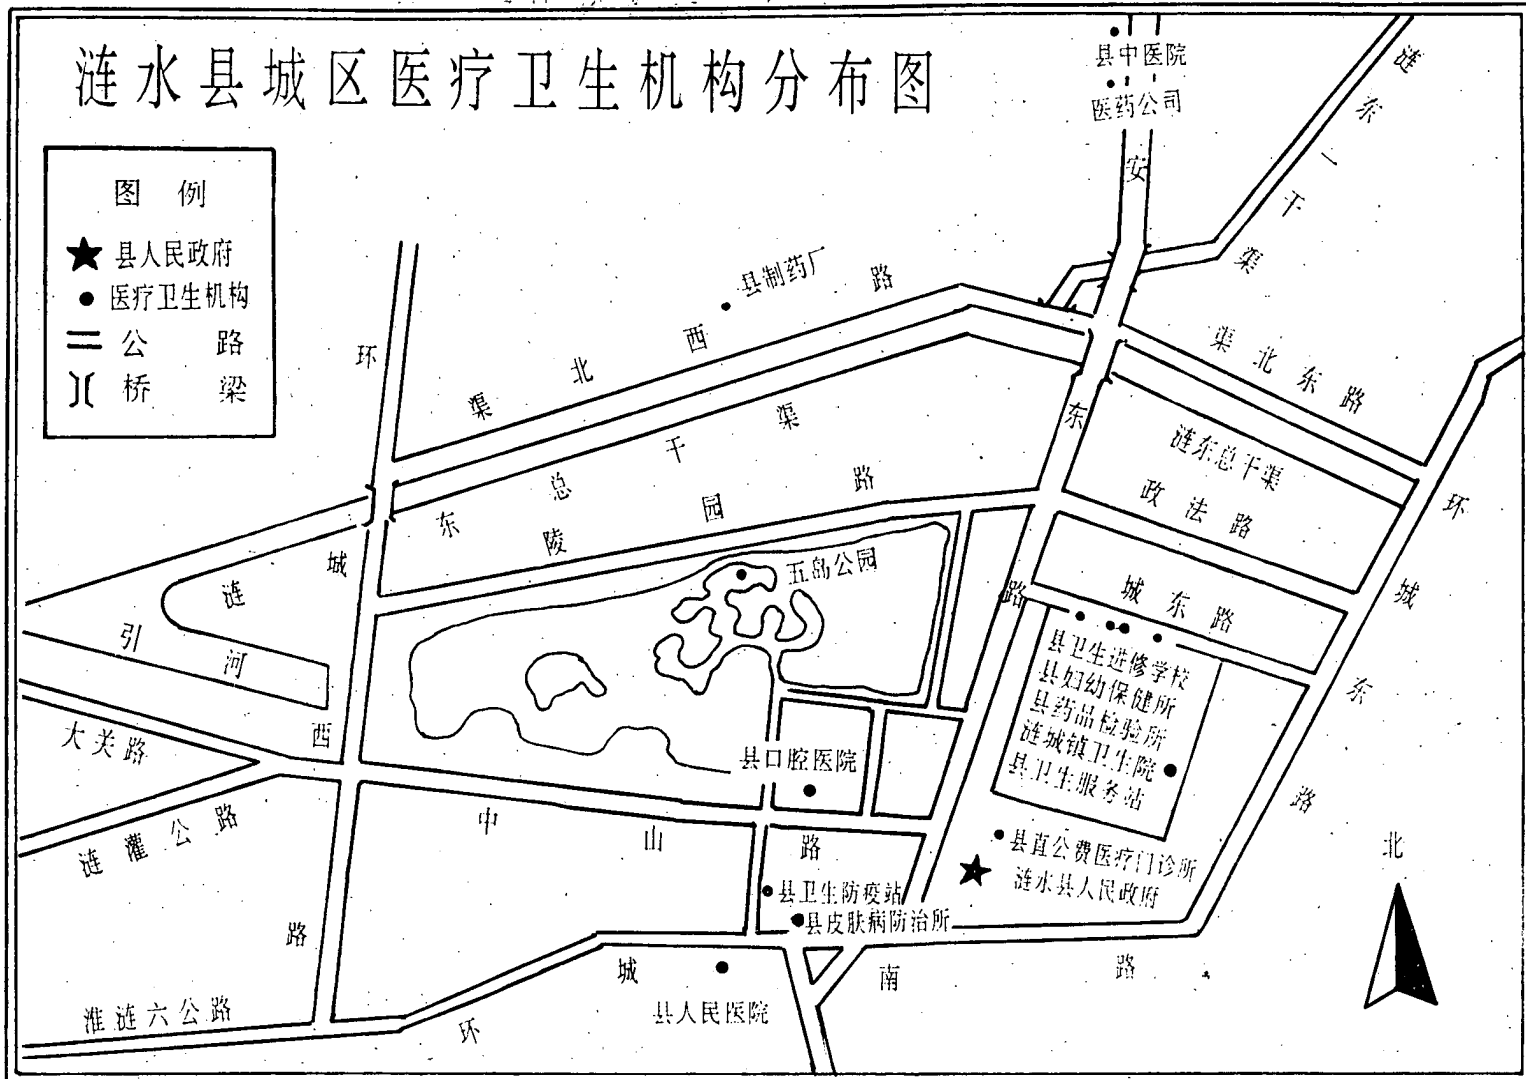 涟水县城区医疗卫生机构分布图
图例
县人民政府
医疗卫生机构
公路
桥梁
县中医院
医药公司
安东路
涟东一干渠
县制药厂
渠北西路
渠北东路
涟东总干渠
涟东总干渠
政法路
陵园路
五岛公园
城东路
环城西路
引河
大关路
涟灌公路
中山路
县口腔医院
县卫生进修学校
县妇幼保健所
县药品检验所
涟城镇卫生院
县卫生服务站
县直公费医疗门诊所
涟水县人民政府
县卫生防疫站
县皮肤病防治所
环城东路
北
环城南路
县人民医院
淮涟六公路